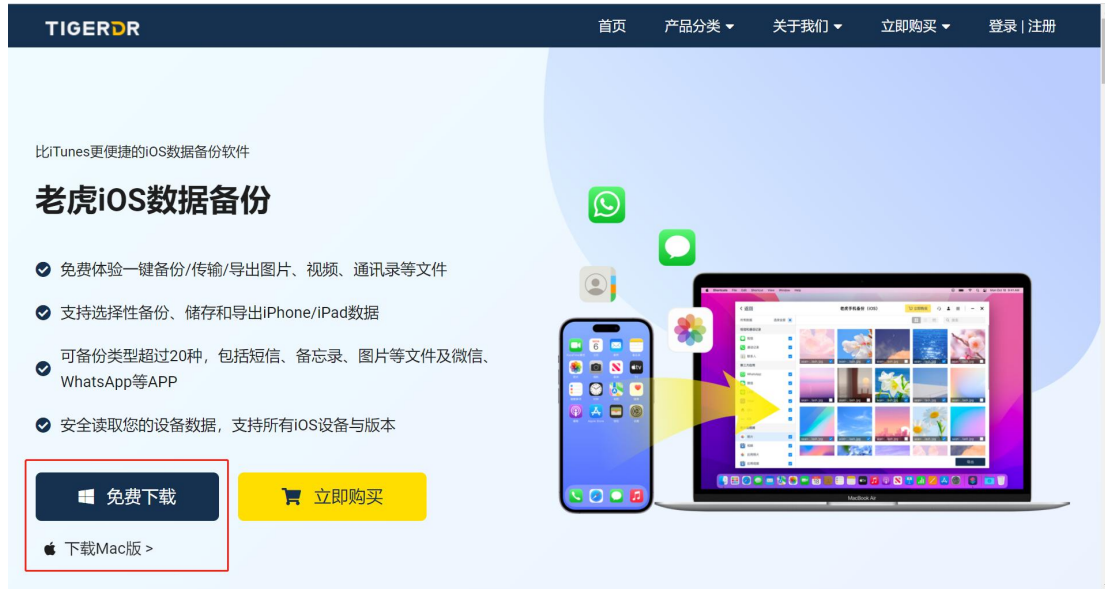 TIGERDR
首页 产品分类 关于我们 立即购买 登录 | 注册
比iTunes更便捷的iOS数据备份软件
老虎iOS数据备份
免费体验一键备份/传输/导出图片、视频、通讯录等文件
支持选择性备份、储存和导出iPhone/iPad数据
可备份类型超过20种，包括短信、备忘录、图片等文件及微信、
WhatsApp等APP
安全读取您的设备数据，支持所有iOS设备与版本
免费下载 立即购买
下载Mac版 >
老虎手机备份 (iOS)
WhatsApp
MacBook Air